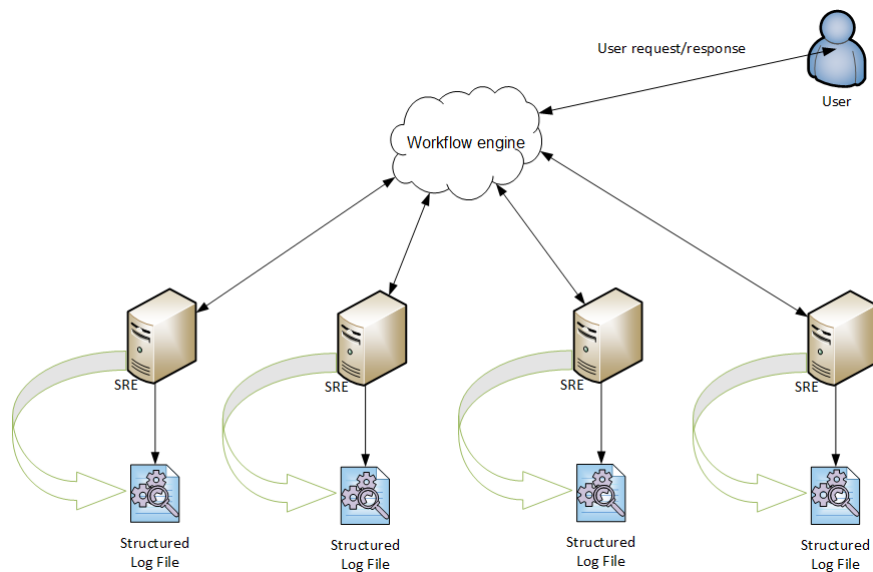 User request/response
User
Workflow engine
SRE
SRE
SRE
SRE
Structured
Log File
Structured
Log File
Structured
Log File
Structured
Log File